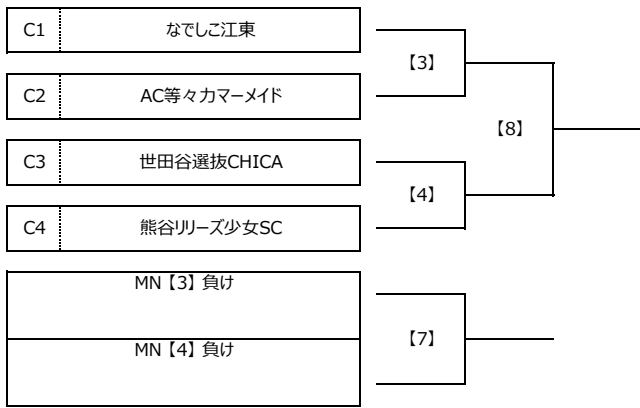 C1 なでしこ江東
【3】
C2 AC等々力マーメイド
【8】
C3 世田谷選抜CHICA
【4】
C4 熊谷リリーズ少女SC
MN【3】負け
【7】
MN【4】負け